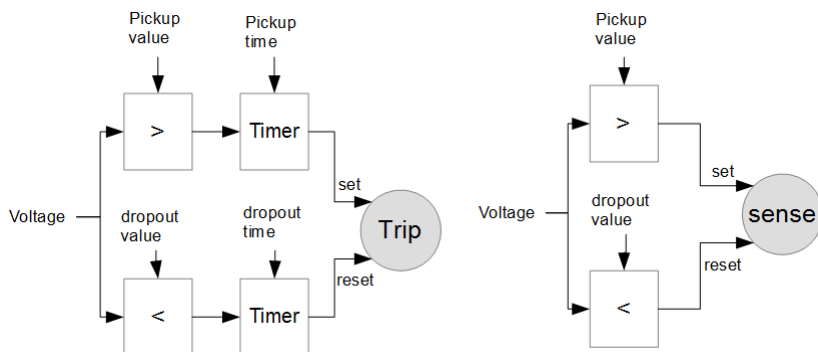 Pickup
value
Pickup
time
>
Timer
set
Voltage
dropout
value
dropout
time
Trip
reset
<
Timer
Pickup
value
>
set
Voltage
dropout
value
sense
reset
<